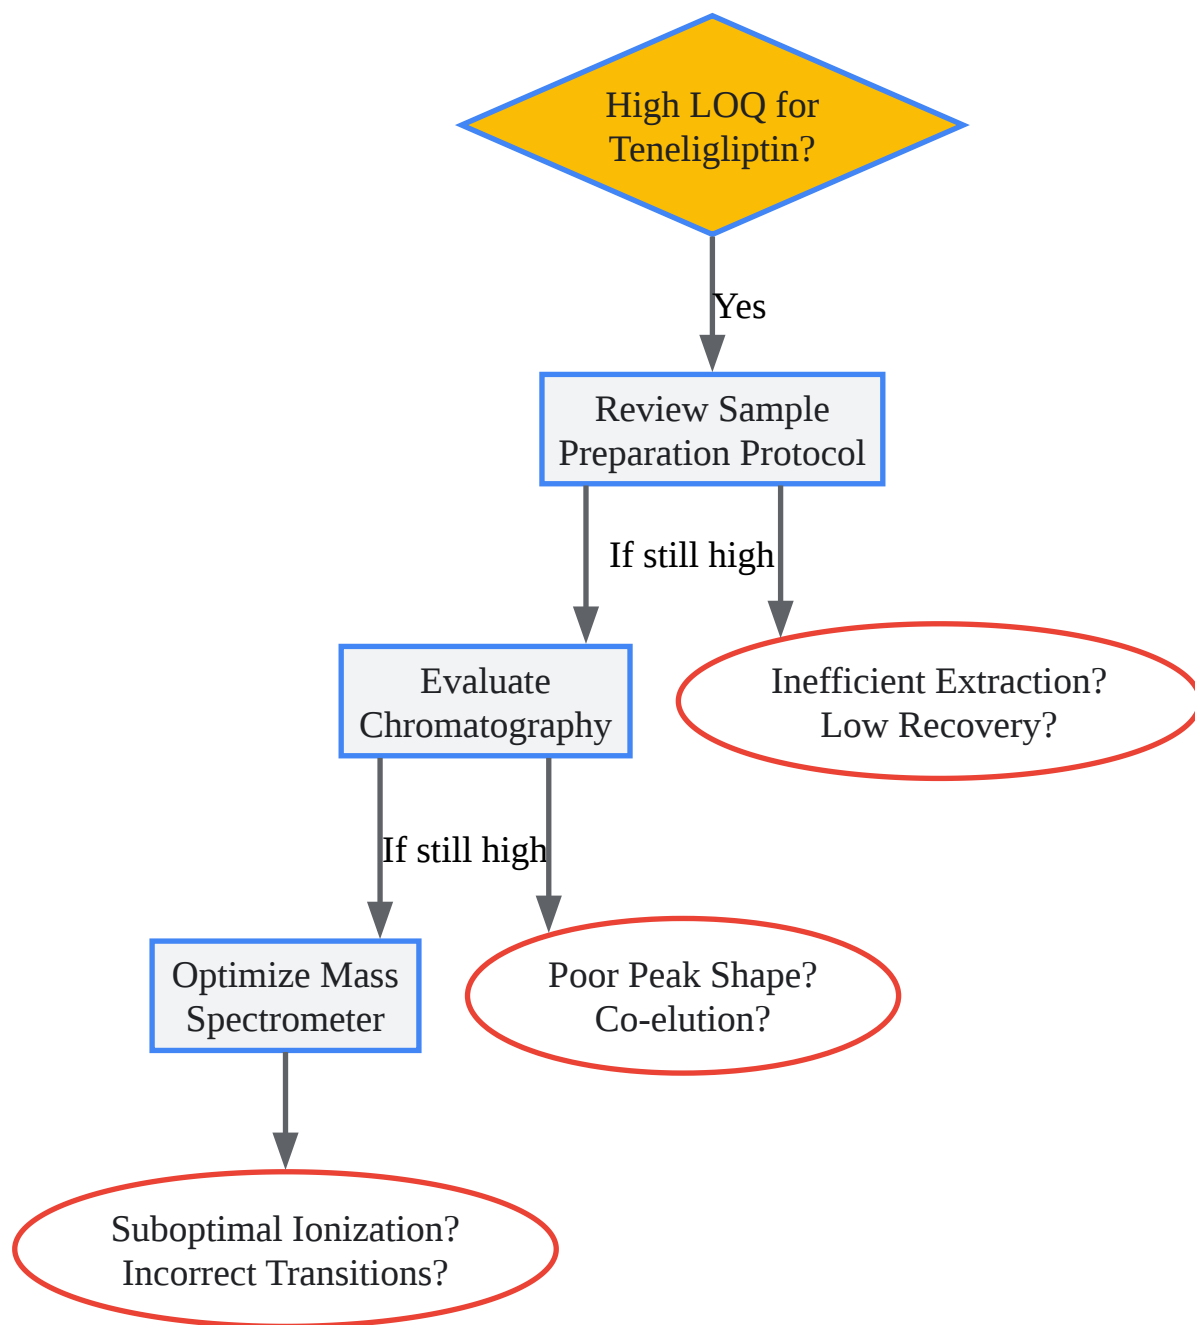 High LOQ for
Teneligliptin?
Yes
Review Sample
Preparation Protocol
If still high
Evaluate
Chromatography
Inefficient Extraction?
Low Recovery?
If still high
Optimize Mass
Spectrometer
Poor Peak Shape?
Co-elution?
Suboptimal Ionization?
Incorrect Transitions?